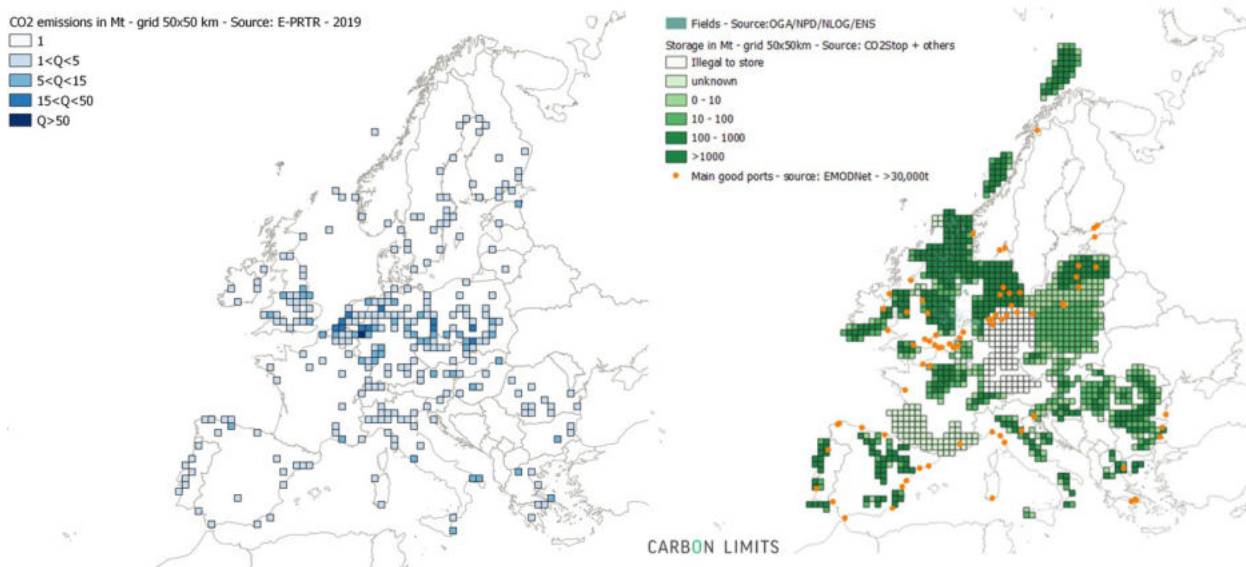 CO2 emissions in Mt - grid 50x50 km - Source: E-PRTR - 2019
1
1<Q<5
5<Q<15
15<Q<50
Q>50
Fields - Source:OGA/NPD/NLOG/ENS
Storage in Mt - grid 50x50km - Source: CO2Stop + others
Illegal to store
unknown
0 - 10
10 - 100
100 - 1000
>1000
Main good ports - source: EMODNet - >30,000t
CARBON LIMITS